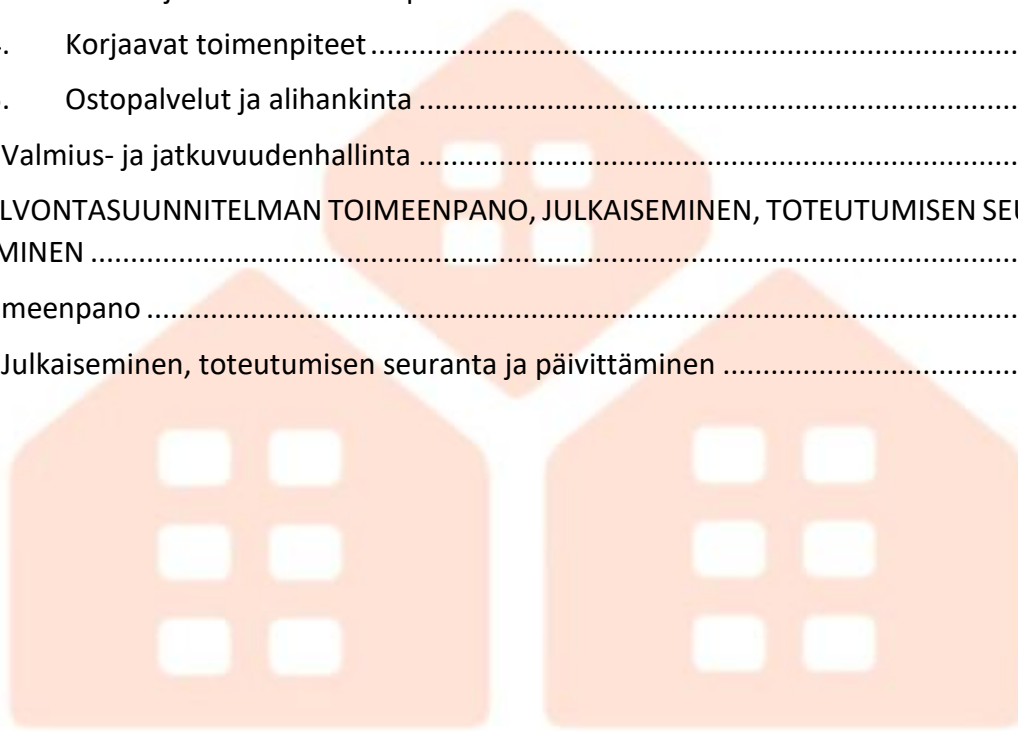 . Korjaavat toimenpiteet ................................................................
. Ostopalvelut ja alihankinta ................................................................
Valmius- ja jatkuvuudenhallinta ................................................................
LVONTASUUNNITELMAN TOIMEENPANO, JULKAISEMINEN, TOTEUTUMISEN SEU
MINEN ................................................................
meenpano ................................................................
Julkaiseminen, toteutumisen seuranta ja päivittäminen ................................................................